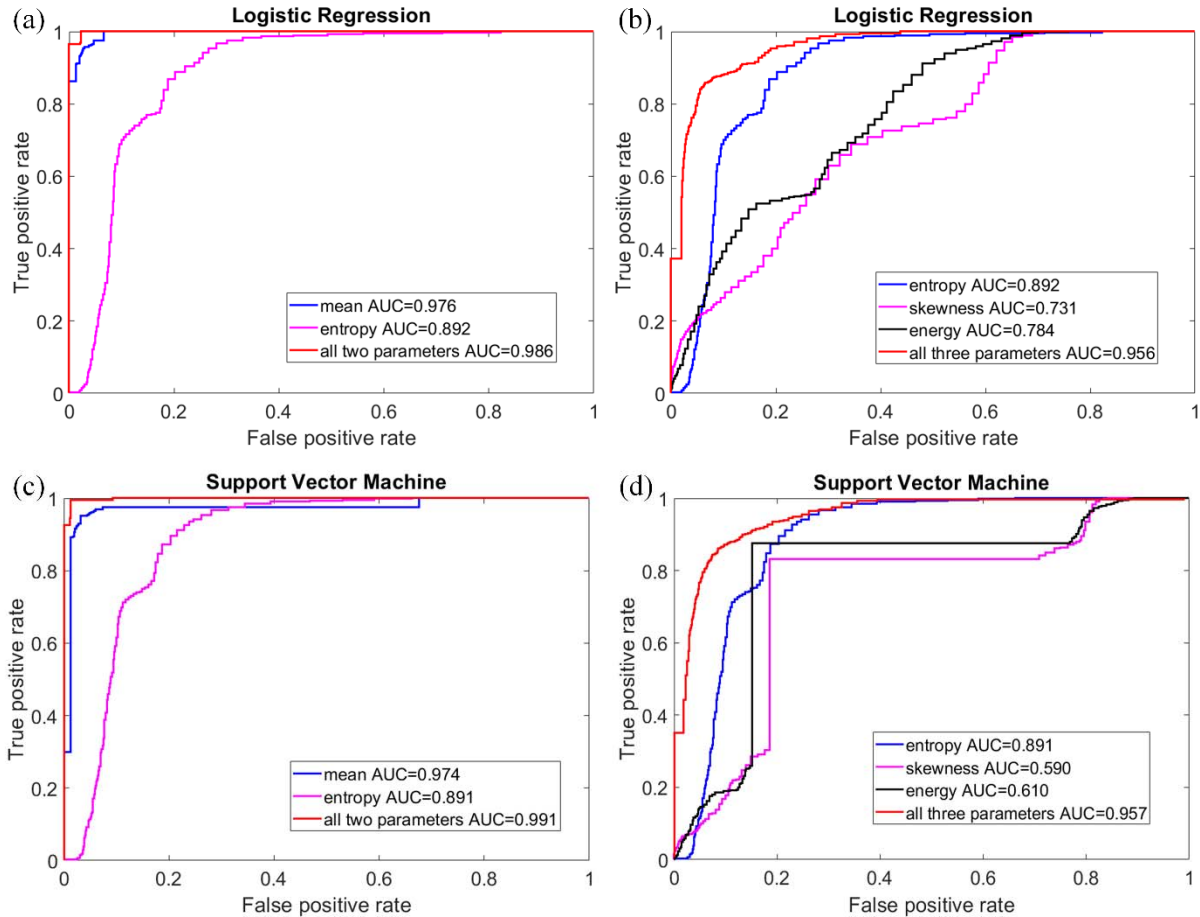 (a)
Logistic Regression
1
0.8
0.6
0.4
0.2
0
True positive rate
mean AUC=0.976
entropy AUC=0.892
all two parameters AUC=0.986
0
0.2
0.4
0.6
0.8
1
False positive rate
(b)
Logistic Regression
1
0.8
0.6
0.4
0.2
0
True positive rate
entropy AUC=0.892
skewness AUC=0.731
energy AUC=0.784
all three parameters AUC=0.956
0
0.2
0.4
0.6
0.8
1
False positive rate
(c)
Support Vector Machine
1
0.8
0.6
0.4
0.2
0
True positive rate
mean AUC=0.974
entropy AUC=0.891
all two parameters AUC=0.991
0
0.2
0.4
0.6
0.8
1
False positive rate
(d)
Support Vector Machine
1
0.8
0.6
0.4
0.2
0
True positive rate
entropy AUC=0.891
skewness AUC=0.590
energy AUC=0.610
all three parameters AUC=0.957
0
0.2
0.4
0.6
0.8
1
False positive rate